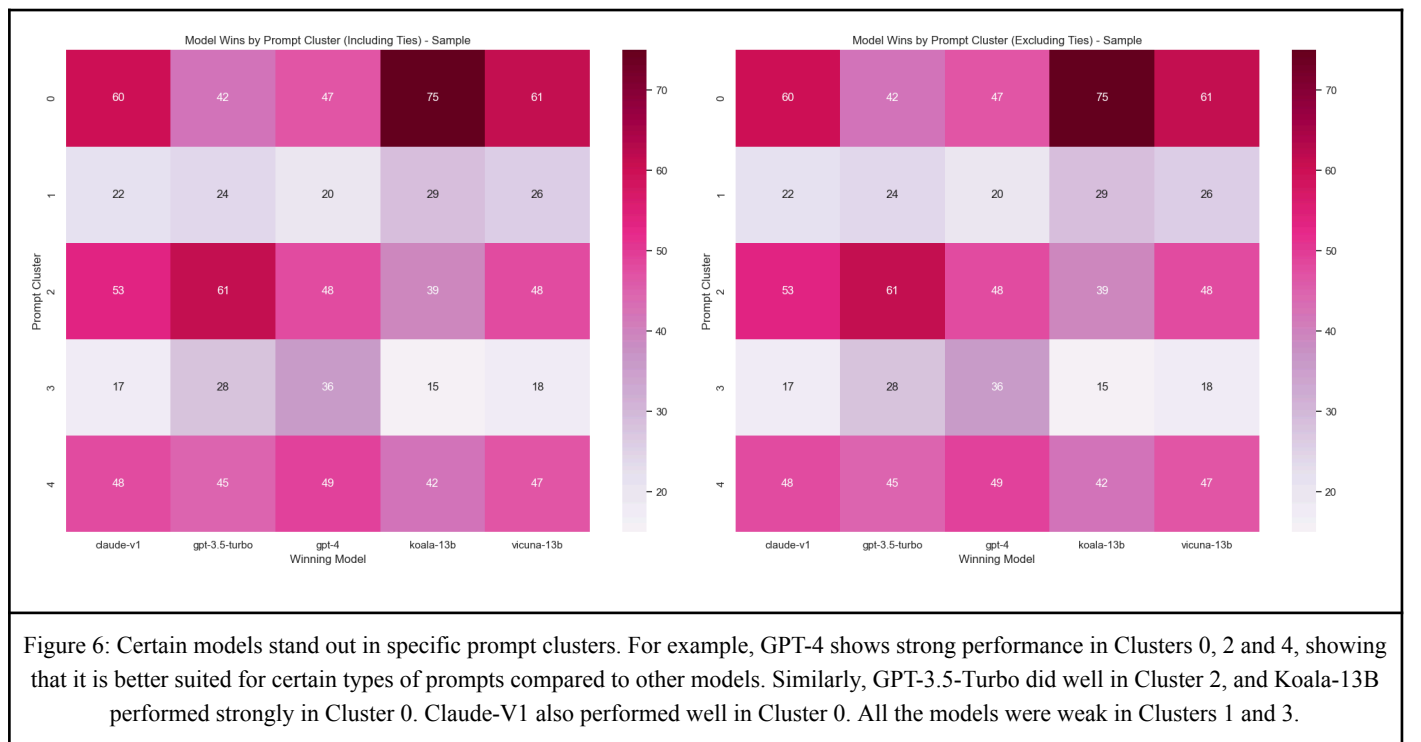 Model Wins by Prompt Cluster (Including Ties) - Sample
Prompt Cluster
0 60 42 47 75 61
1 22 24 20 29 26
2 53 61 48 39 48
3 17 28 36 15 18
4 48 45 49 42 47
claude-v1 gpt-3.5-turbo gpt-4 koala-13b vicuna-13b
Winning Model
70
60
50
40
30
20
Model Wins by Prompt Cluster (Excluding Ties) - Sample
Prompt Cluster
0 60 42 47 75 61
1 22 24 20 29 26
2 53 61 48 39 48
3 17 28 36 15 18
4 48 45 49 42 47
claude-v1 gpt-3.5-turbo gpt-4 koala-13b vicuna-13b
Winning Model
70
60
50
40
30
20
Figure 6: Certain models stand out in specific prompt clusters. For example, GPT-4 shows strong performance in Clusters 0, 2 and 4, showing
that it is better suited for certain types of prompts compared to other models. Similarly, GPT-3.5-Turbo did well in Cluster 2, and Koala-13B
performed strongly in Cluster 0. Claude-V1 also performed well in Cluster 0. All the models were weak in Clusters 1 and 3.